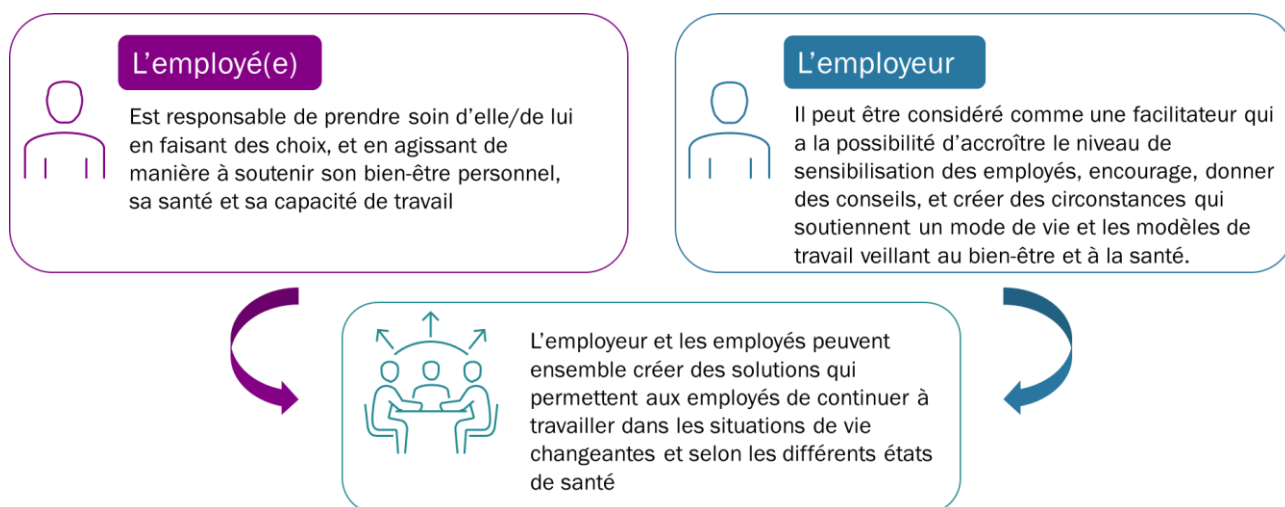 L'employé(e)
Est responsable de prendre soin d'elle/de lui
en faisant des choix, et en agissant de
manière à soutenir son bien-être personnel,
sa santé et sa capacité de travail
L'employeur
Il peut être considéré comme une facilitateur qui
a la possibilité d'accroître le niveau de
sensibilisation des employés, encourage, donner
des conseils, et créer des circonstances qui
soutiennent un mode de vie et les modèles de
travail veillant au bien-être et à la santé.
L'employeur et les employés peuvent
ensemble créer des solutions qui
permettent aux employés de continuer à
travailler dans les situations de vie
changeantes et selon les différents états
de santé